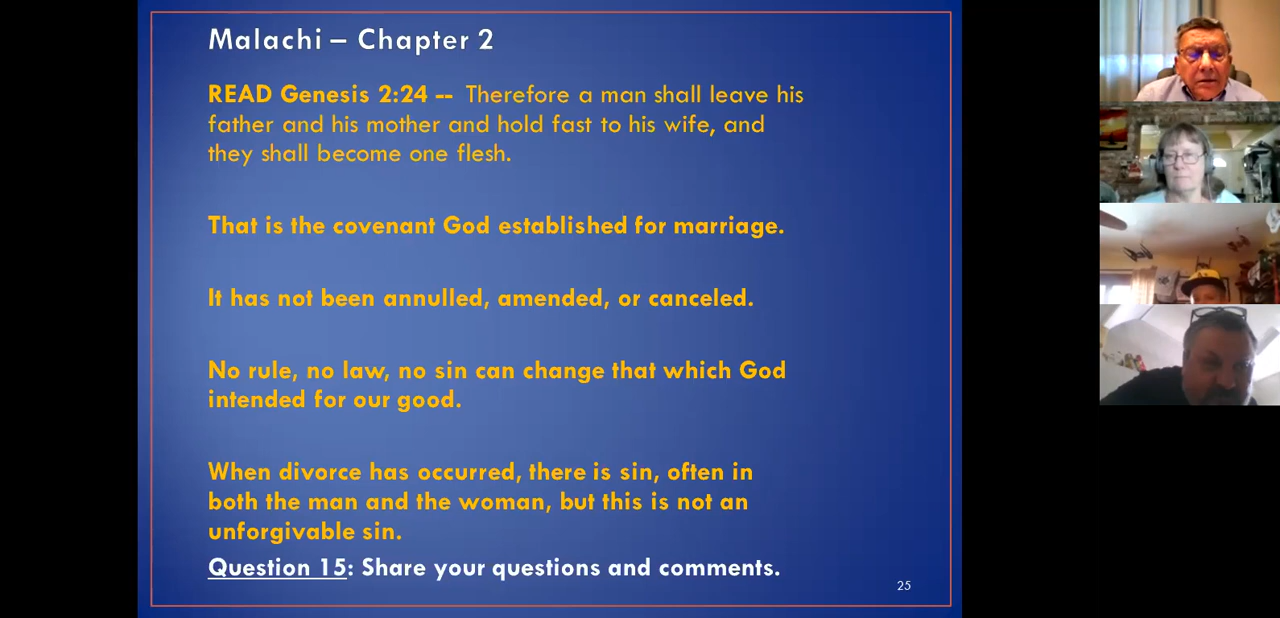 Malachi – Chapter 2
READ Genesis 2:24 -- Therefore a man shall leave his
father and his mother and hold fast to his wife, and
they shall become one flesh.
That is the covenant God established for marriage.
It has not been annulled, amended, or canceled.
No rule, no law, no sin can change that which God
intended for our good.
When divorce has occurred, there is sin, often in
both the man and the woman, but this is not an
unforgivable sin.
Question 15: Share your questions and comments.
25